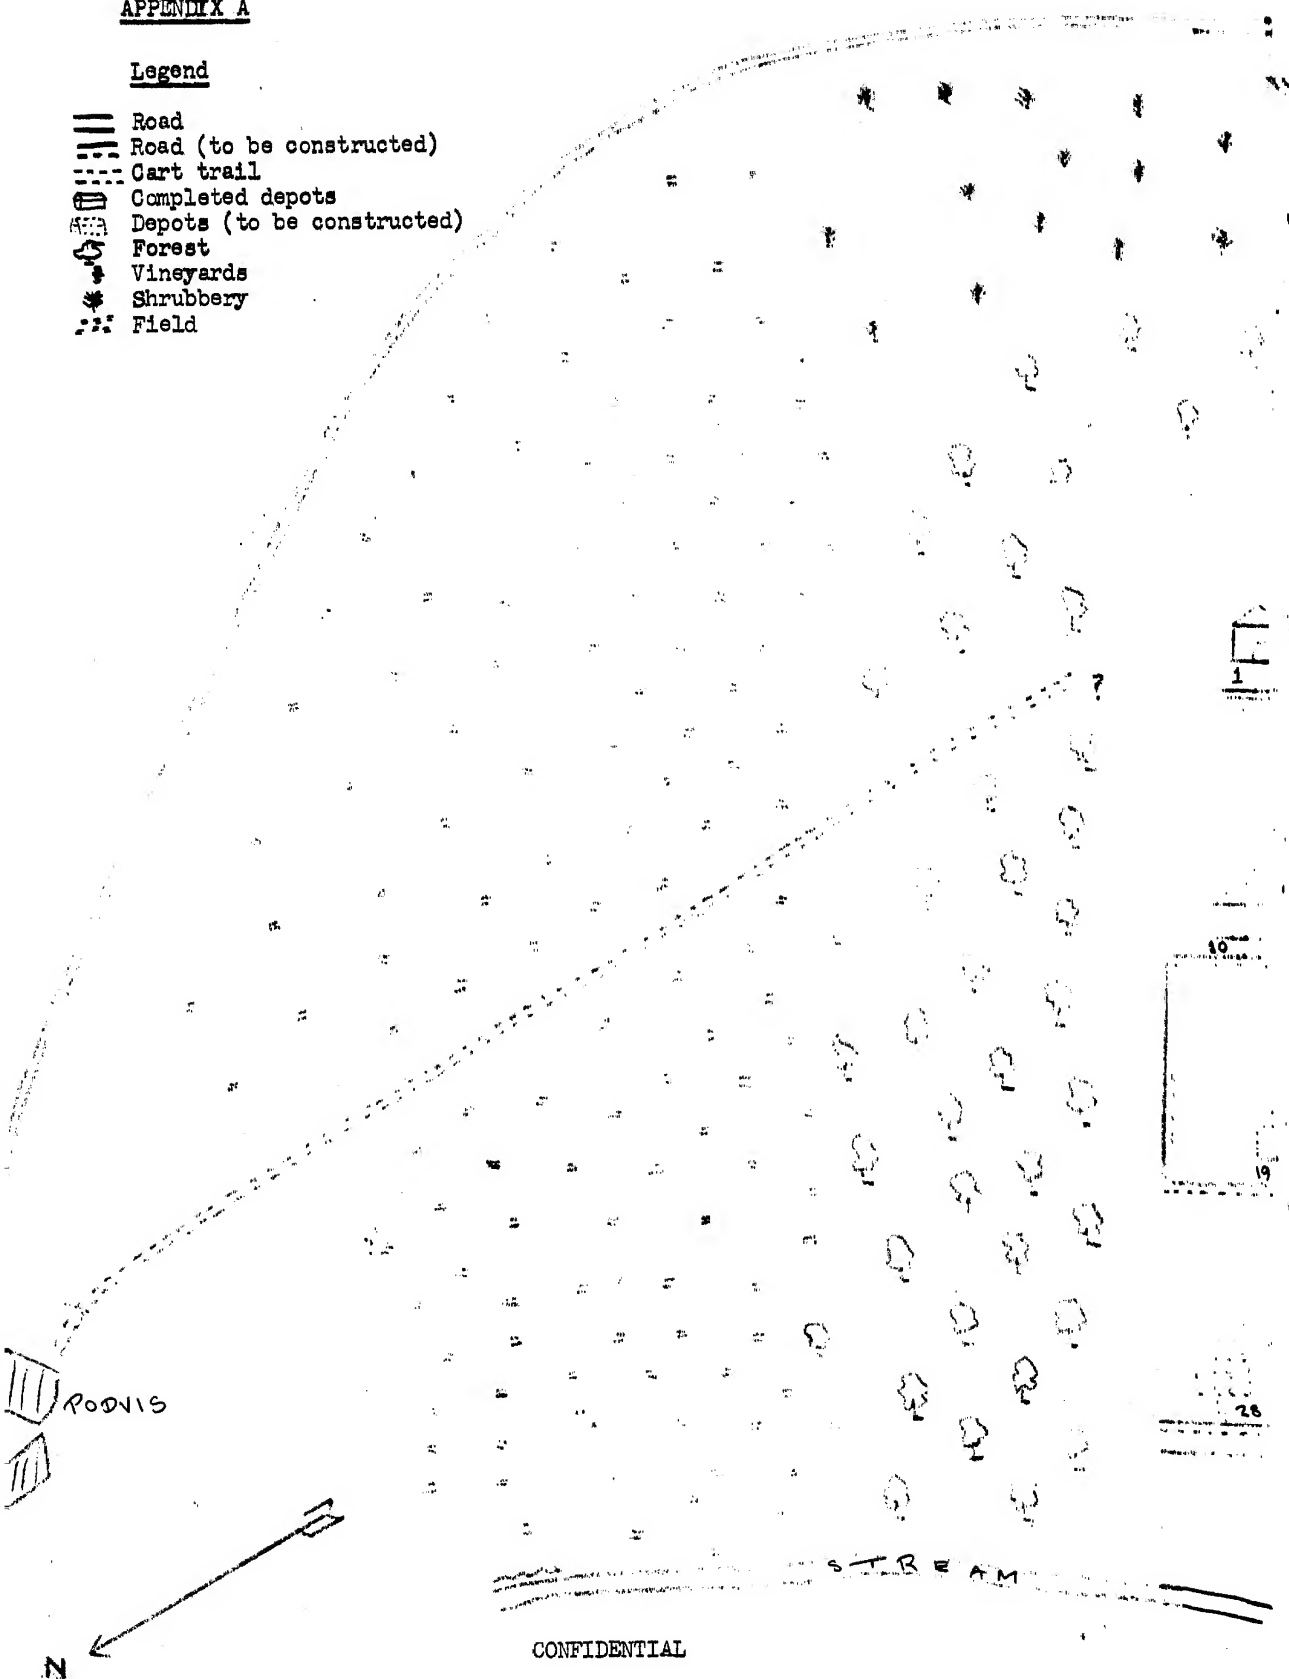 APPENDIX A
Legend
Road
Road (to be constructed)
Cart trail
Completed depots
Depots (to be constructed)
Forest
Vineyards
Shrubbery
Field
?
1
10
19
28
PODVIS
STREAM
N
CONFIDENTIAL